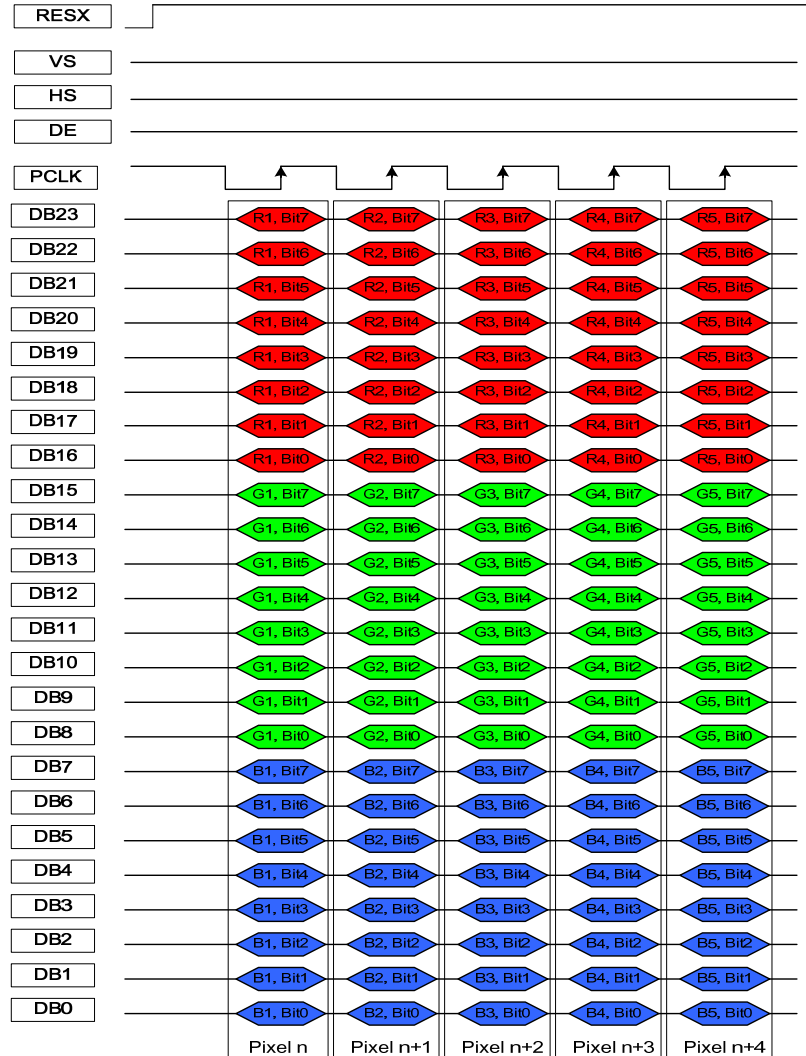 RESX
VS
HS
DE
PCLK
DB23 R1, Bit7 R2, Bit7 R3, Bit7 R4, Bit7 R5, Bit7
DB22 R1, Bit6 R2, Bit6 R3, Bit6 R4, Bit6 R5, Bit6
DB21 R1, Bit5 R2, Bit5 R3, Bit5 R4, Bit5 R5, Bit5
DB20 R1, Bit4 R2, Bit4 R3, Bit4 R4, Bit4 R5, Bit4
DB19 R1, Bit3 R2, Bit3 R3, Bit3 R4, Bit3 R5, Bit3
DB18 R1, Bit2 R2, Bit2 R3, Bit2 R4, Bit2 R5, Bit2
DB17 R1, Bit1 R2, Bit1 R3, Bit1 R4, Bit1 R5, Bit1
DB16 R1, Bit0 R2, Bit0 R3, Bit0 R4, Bit0 R5, Bit0
DB15 G1, Bit7 G2, Bit7 G3, Bit7 G4, Bit7 G5, Bit7
DB14 G1, Bit6 G2, Bit6 G3, Bit6 G4, Bit6 G5, Bit6
DB13 G1, Bit5 G2, Bit5 G3, Bit5 G4, Bit5 G5, Bit5
DB12 G1, Bit4 G2, Bit4 G3, Bit4 G4, Bit4 G5, Bit4
DB11 G1, Bit3 G2, Bit3 G3, Bit3 G4, Bit3 G5, Bit3
DB10 G1, Bit2 G2, Bit2 G3, Bit2 G4, Bit2 G5, Bit2
DB9 G1, Bit1 G2, Bit1 G3, Bit1 G4, Bit1 G5, Bit1
DB8 G1, Bit0 G2, Bit0 G3, Bit0 G4, Bit0 G5, Bit0
DB7 B1, Bit7 B2, Bit7 B3, Bit7 B4, Bit7 B5, Bit7
DB6 B1, Bit6 B2, Bit6 B3, Bit6 B4, Bit6 B5, Bit6
DB5 B1, Bit5 B2, Bit5 B3, Bit5 B4, Bit5 B5, Bit5
DB4 B1, Bit4 B2, Bit4 B3, Bit4 B4, Bit4 B5, Bit4
DB3 B1, Bit3 B2, Bit3 B3, Bit3 B4, Bit3 B5, Bit3
DB2 B1, Bit2 B2, Bit2 B3, Bit2 B4, Bit2 B5, Bit2
DB1 B1, Bit1 B2, Bit1 B3, Bit1 B4, Bit1 B5, Bit1
DB0 B1, Bit0 B2, Bit0 B3, Bit0 B4, Bit0 B5, Bit0
Pixel n Pixel n+1 Pixel n+2 Pixel n+3 Pixel n+4